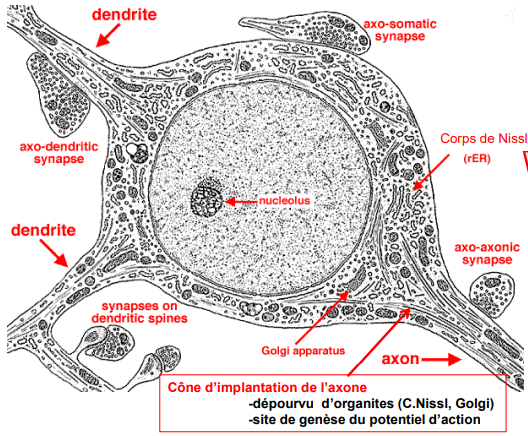 dendrite
axo-somatic
synapse
axo-dendritic
synapse
Corps de Nissl
(rER)
nucleolus
dendrite
axo-axonic
synapse
synapses on
dendritic spines
Golgi apparatus
axon
Cône d'implantation de l'axone
-dépourvu d'organites (C.Nissl, Golgi)
-site de genèse du potentiel d'action